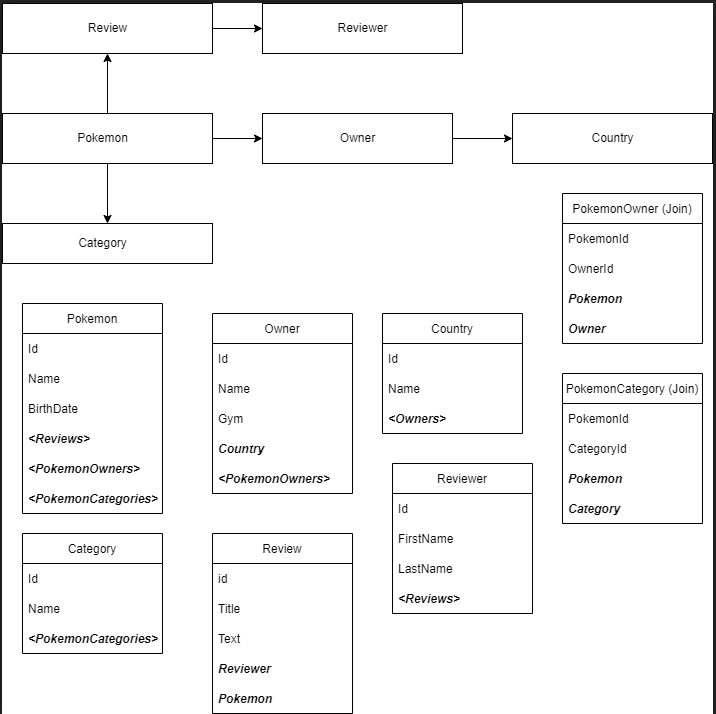 Review
Reviewer
Pokemon
Owner
Country
Category
PokemonOwner (Join)
PokemonId
OwnerId
Pokemon
Owner
Pokemon
Id
Name
BirthDate
<Reviews>
<PokemonOwners>
<PokemonCategories>
Owner
Id
Name
Gym
Country
<PokemonOwners>
Country
Id
Name
<Owners>
PokemonCategory (Join)
PokemonId
CategoryId
Pokemon
Category
Reviewer
Id
FirstName
LastName
<Reviews>
Category
Id
Name
<PokemonCategories>
Review
id
Title
Text
Reviewer
Pokemon